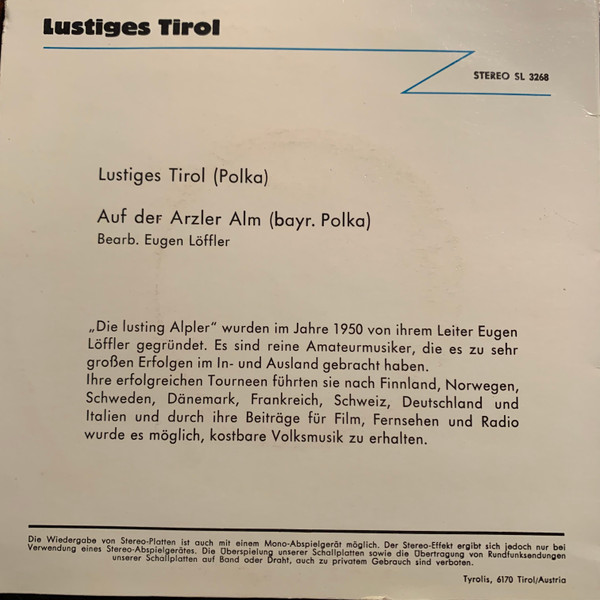 Lustiges Tirol
STEREO SL 3268
Lustiges Tirol (Polka)
Auf der Arzler Alm (bayr. Polka)
Bearb. Eugen Löffler
„Die lusting Alpler“ wurden im Jahre 1950 von ihrem Leiter Eugen
Löffler gegründet. Es sind reine Amateurmusiker, die es zu sehr
großen Erfolgen im In- und Ausland gebracht haben.
Ihre erfolgreichen Tourneen führten sie nach Finnland, Norwegen,
Schweden, Dänemark, Frankreich, Schweiz, Deutschland und
Italien und durch ihre Beiträge für Film, Fernsehen und Radio
wurde es möglich, kostbare Volksmusik zu erhalten.
Die Wiedergabe von Stereo-Platten ist auch mit einem Mono-Abspielgerät möglich. Der Stereo-Effekt ergibt sich jedoch nur bei
Verwendung eines Stereo-Abspielgerätes. Die Überspielung unserer Schallplatten sowie die Übertragung von Rundfunksendungen
unserer Schallplatten auf Band oder Draht, auch zu privatem Gebrauch sind verboten.
Tyrolis, 6170 Tirol/Austria